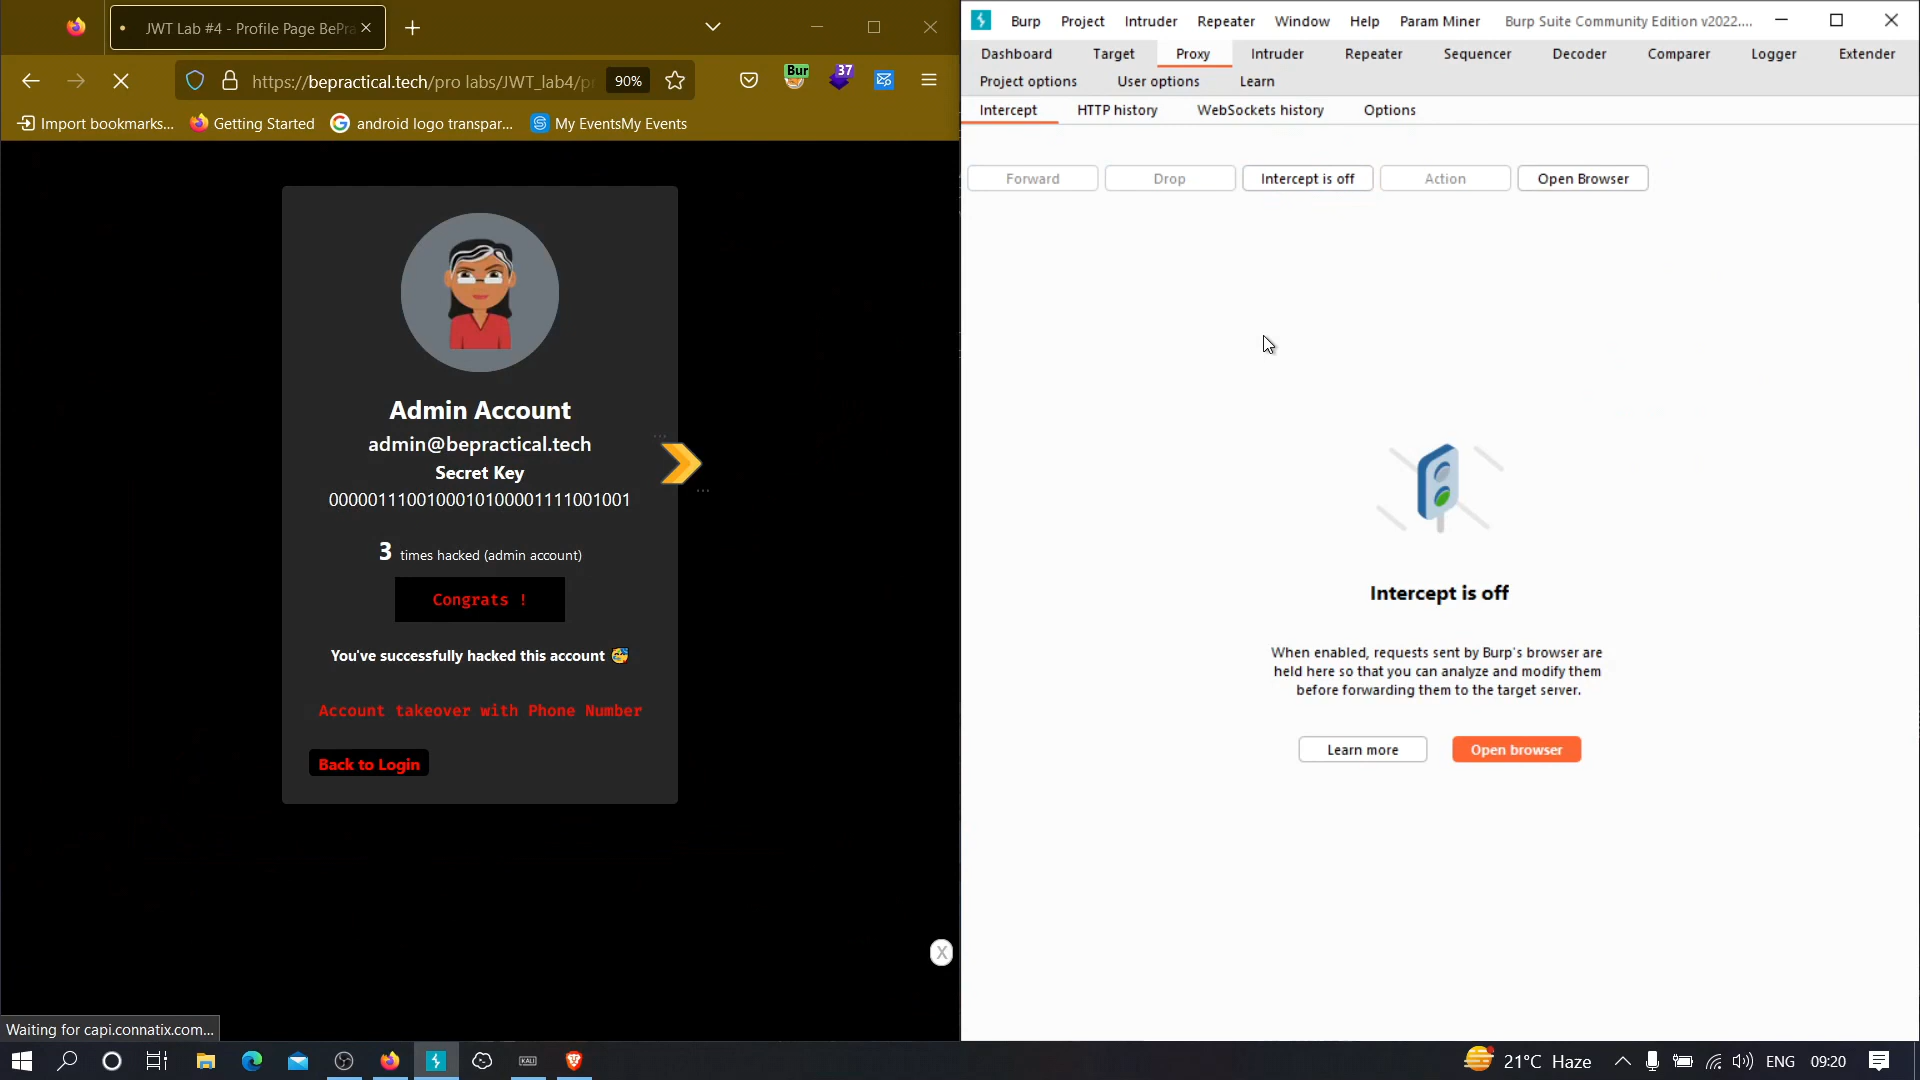 JWT Lab #4 - Profile Page BePra
https://bepractical.tech/pro labs/JWT_lab4/pr
90%
Bur
37
Import bookmarks...
Getting Started
android logo transpar...
My EventsMy Events
Admin Account
admin@bepractical.tech
Secret Key
00000111001000101000011110​01001
3 times hacked (admin account)
Congrats !
You've successfully hacked this account
Account takeover with Phone Number
Back to Login
X
Waiting for capi.connatix.com...
Burp Project Intruder Repeater Window Help Param Miner Burp Suite Community Edition v2022....
Dashboard Target Proxy Intruder Repeater Sequencer Decoder Comparer Logger Extender
Project options User options Learn
Intercept HTTP history WebSockets history Options
Forward Drop Intercept is off Action Open Browser
Intercept is off
When enabled, requests sent by Burp's browser are
held here so that you can analyze and modify them
before forwarding them to the target server.
Learn more Open browser
KALI
21°C Haze
ENG
09:20